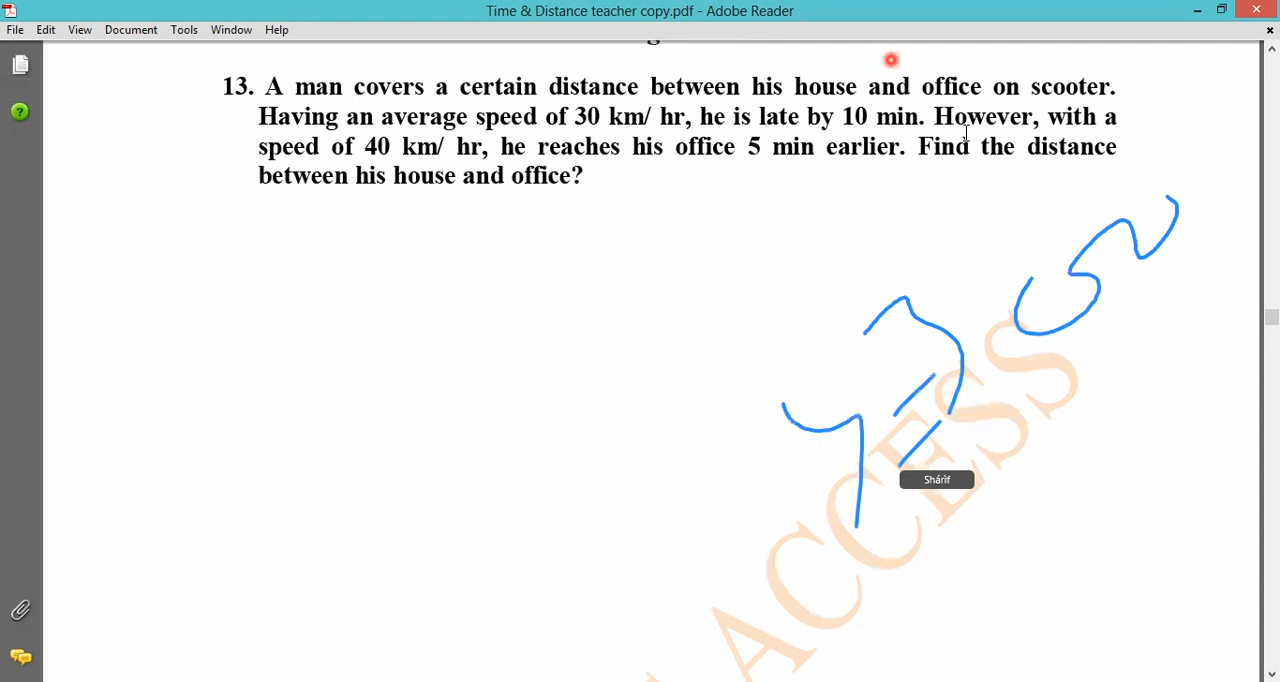 Time & Distance teacher copy.pdf - Adobe Reader
File Edit View Document Tools Window Help
13. A man covers a certain distance between his house and office on scooter.
Having an average speed of 30 km/ hr, he is late by 10 min. However, with a
speed of 40 km/ hr, he reaches his office 5 min earlier. Find the distance
between his house and office?
Shárif
ACCESS